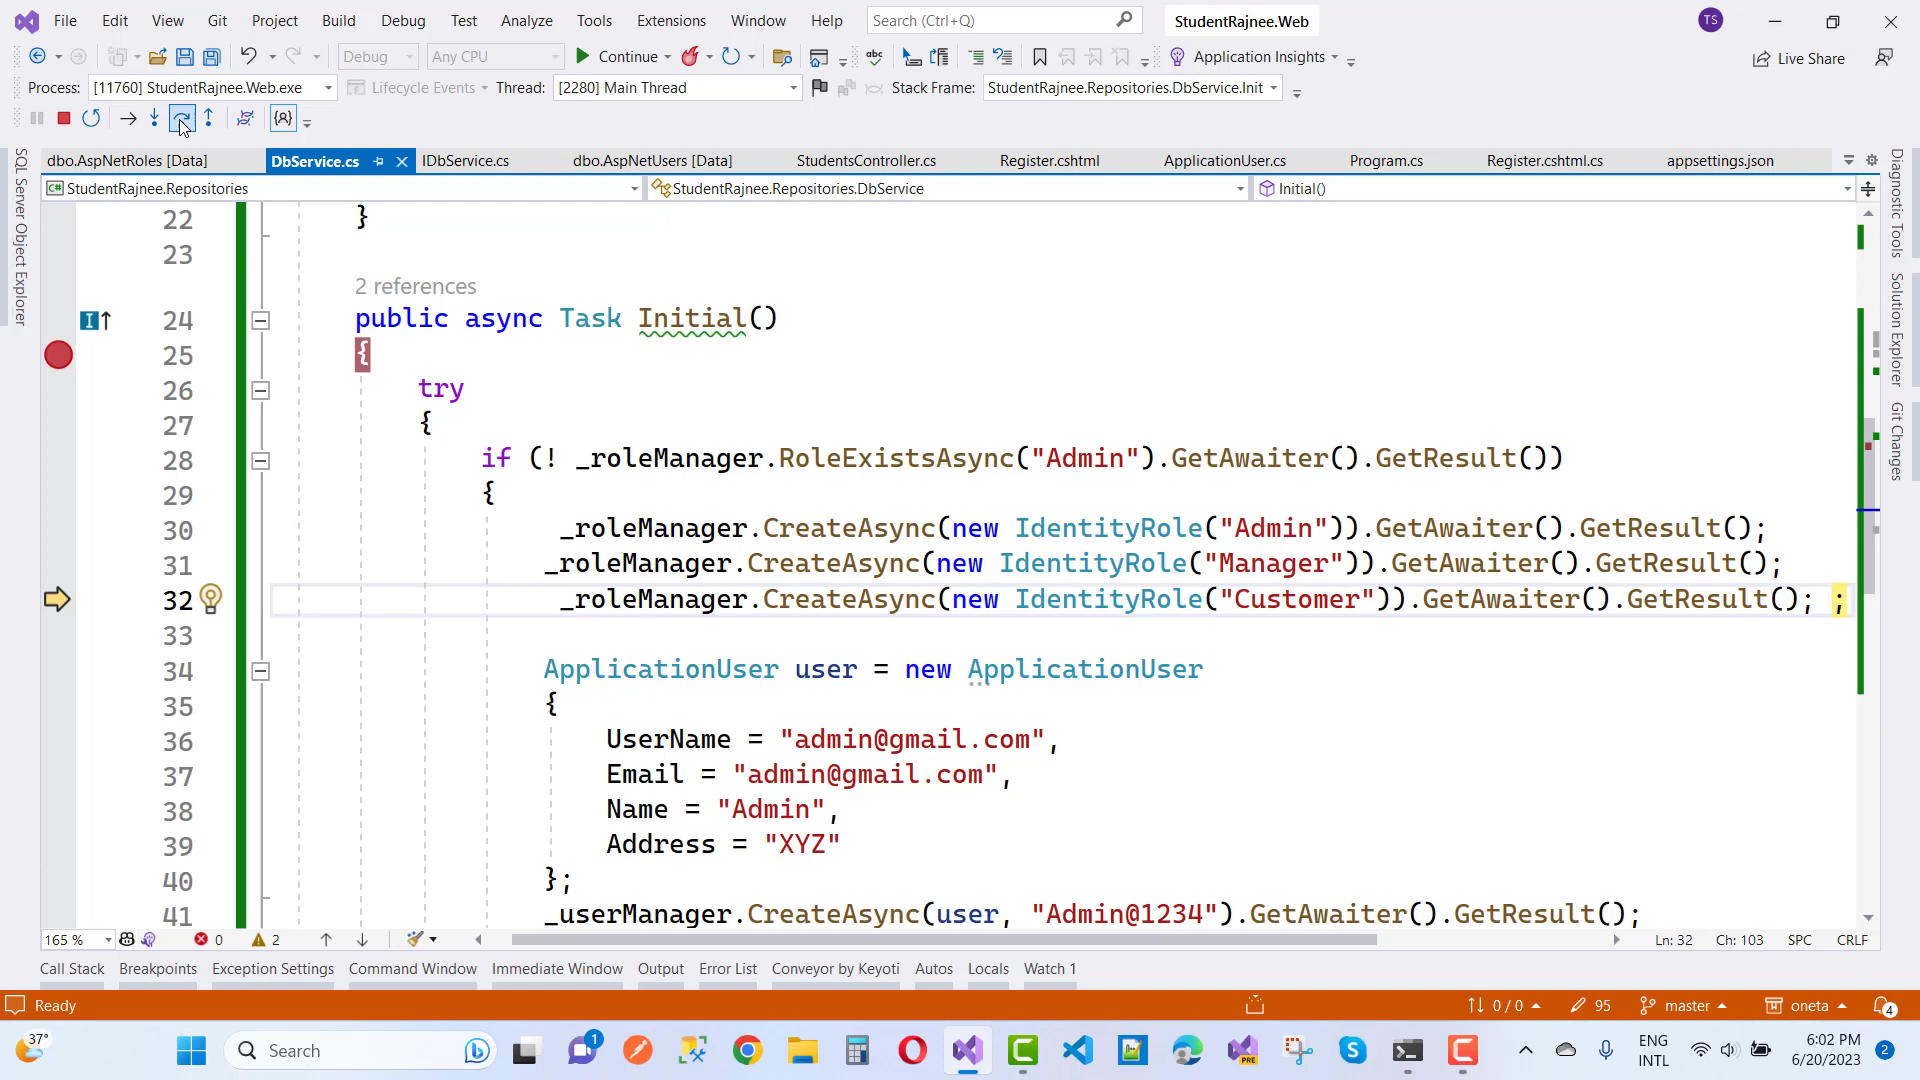 File Edit View Git Project Build Debug Test Analyze Tools Extensions Window Help Search (Ctrl+Q) StudentRajnee.Web TS
Debug Any CPU Continue abc Application Insights Live Share
Process: [11760] StudentRajnee.Web.exe Lifecycle Events Thread: [2280] Main Thread Stack Frame: StudentRajnee.Repositories.DbService.Init
dbo.AspNetRoles [Data] DbService.cs IDbService.cs dbo.AspNetUsers [Data] StudentsController.cs Register.cshtml ApplicationUser.cs Program.cs Register.cshtml.cs appsettings.json
C# StudentRajnee.Repositories StudentRajnee.Repositories.DbService Initial()
SQL Server Object Explorer
Diagnostic Tools
Solution Explorer
Git Changes
22 }
23
2 references
24 public async Task Initial()
25 {
26 try
27 {
28 if (! _roleManager.RoleExistsAsync("Admin").GetAwaiter().GetResult())
29 {
30 _roleManager.CreateAsync(new IdentityRole("Admin")).GetAwaiter().GetResult();
31 _roleManager.CreateAsync(new IdentityRole("Manager")).GetAwaiter().GetResult();
32 _roleManager.CreateAsync(new IdentityRole("Customer")).GetAwaiter().GetResult(); ;
33
34 ApplicationUser user = new ApplicationUser
35 {
36 UserName = "admin@gmail.com",
37 Email = "admin@gmail.com",
38 Name = "Admin",
39 Address = "XYZ"
40 };
41 _userManager.CreateAsync(user, "Admin@1234").GetAwaiter().GetResult();
165 % 0 2 Ln: 32 Ch: 103 SPC CRLF
Call Stack Breakpoints Exception Settings Command Window Immediate Window Output Error List Conveyor by Keyoti Autos Locals Watch 1
Ready 0 / 0 95 master oneta 4
37° Search 1 PRE ENG INTL 6:02 PM 6/20/2023 2